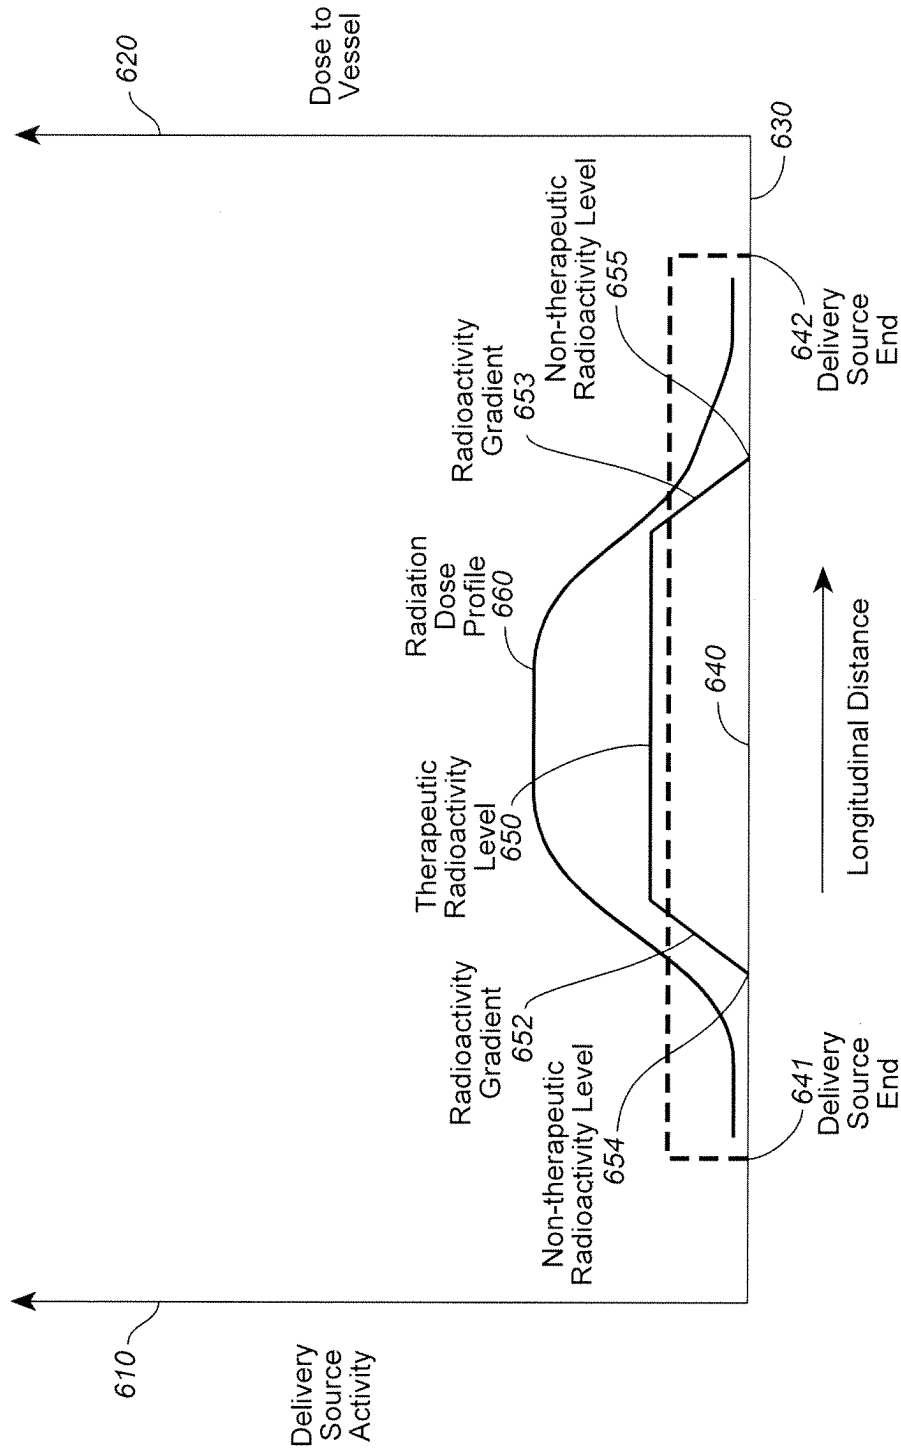 610
Delivery
Source
Activity
620
Dose to
Vessel
Radiation
Dose
Profile
660
Therapeutic
Radioactivity
Level
650
Radioactivity
Gradient
652
Radioactivity
Gradient
653
Non-therapeutic
Radioactivity Level
654
Non-therapeutic
Radioactivity Level
655
640
630
641
Delivery
Source
End
642
Delivery
Source
End
Longitudinal Distance